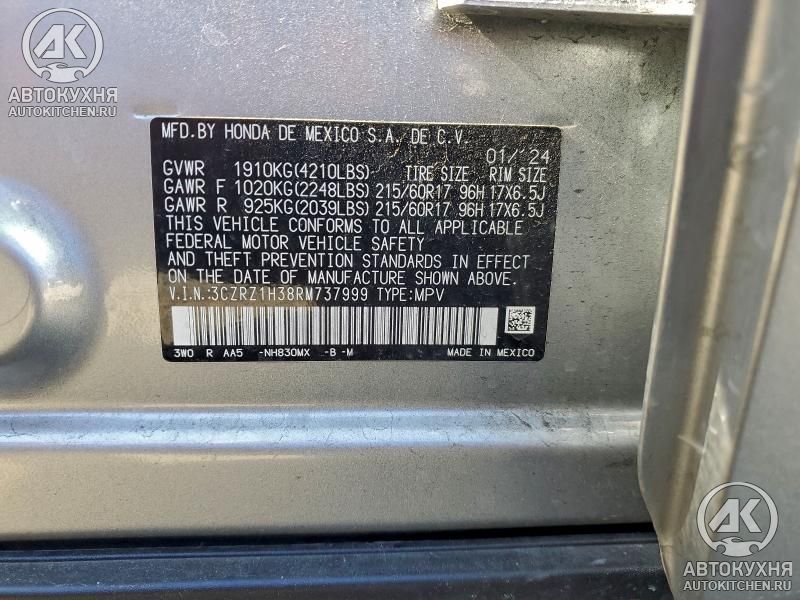 AK
АВТОКУХНЯ
AUTOKITCHEN.RU
MFD.BY HONDA DE MEXICO S.A. DE C.V.
01/'24
GVWR 1910KG(4210LBS) TIRE SIZE RIM SIZE
GAWR F 1020KG(2248LBS) 215/60R17 96H 17X6.5J
GAWR R 925KG(2039LBS) 215/60R17 96H 17X6.5J
THIS VEHICLE CONFORMS TO ALL APPLICABLE
FEDERAL MOTOR VEHICLE SAFETY
AND THEFT PREVENTION STANDARDS IN EFFECT
ON THE DATE OF MANUFACTURE SHOWN ABOVE.
V.I.N.:3CZRZ1H38RM737999 TYPE:MPV
3W0 R AA5 -NH830MX -B -M MADE IN MEXICO
AK
АВТОКУХНЯ
AUTOKITCHEN.RU